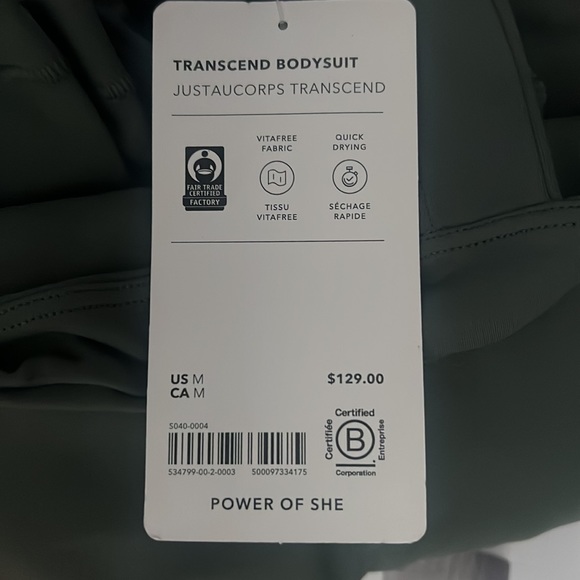 TRANSCEND BODYSUIT
JUSTAUCORPS TRANSCEND
FAIR TRADE
CERTIFIED
FACTORY
VITAFREE
FABRIC
TISSU
VITAFREE
QUICK
DRYING
SÉCHAGE
RAPIDE
US M
CA M
$129.00
5040-0004
534799-00-2-0003 500097334175
Certified
Certifiée
B
Entreprise
Corporation
POWER OF SHE